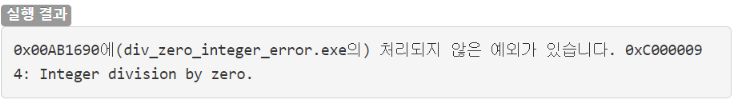 실행 결과
0x00AB1690에(div_zero_integer_error.exe의) 처리되지 않은 예외가 있습니다. 0xC000009
4: Integer division by zero.